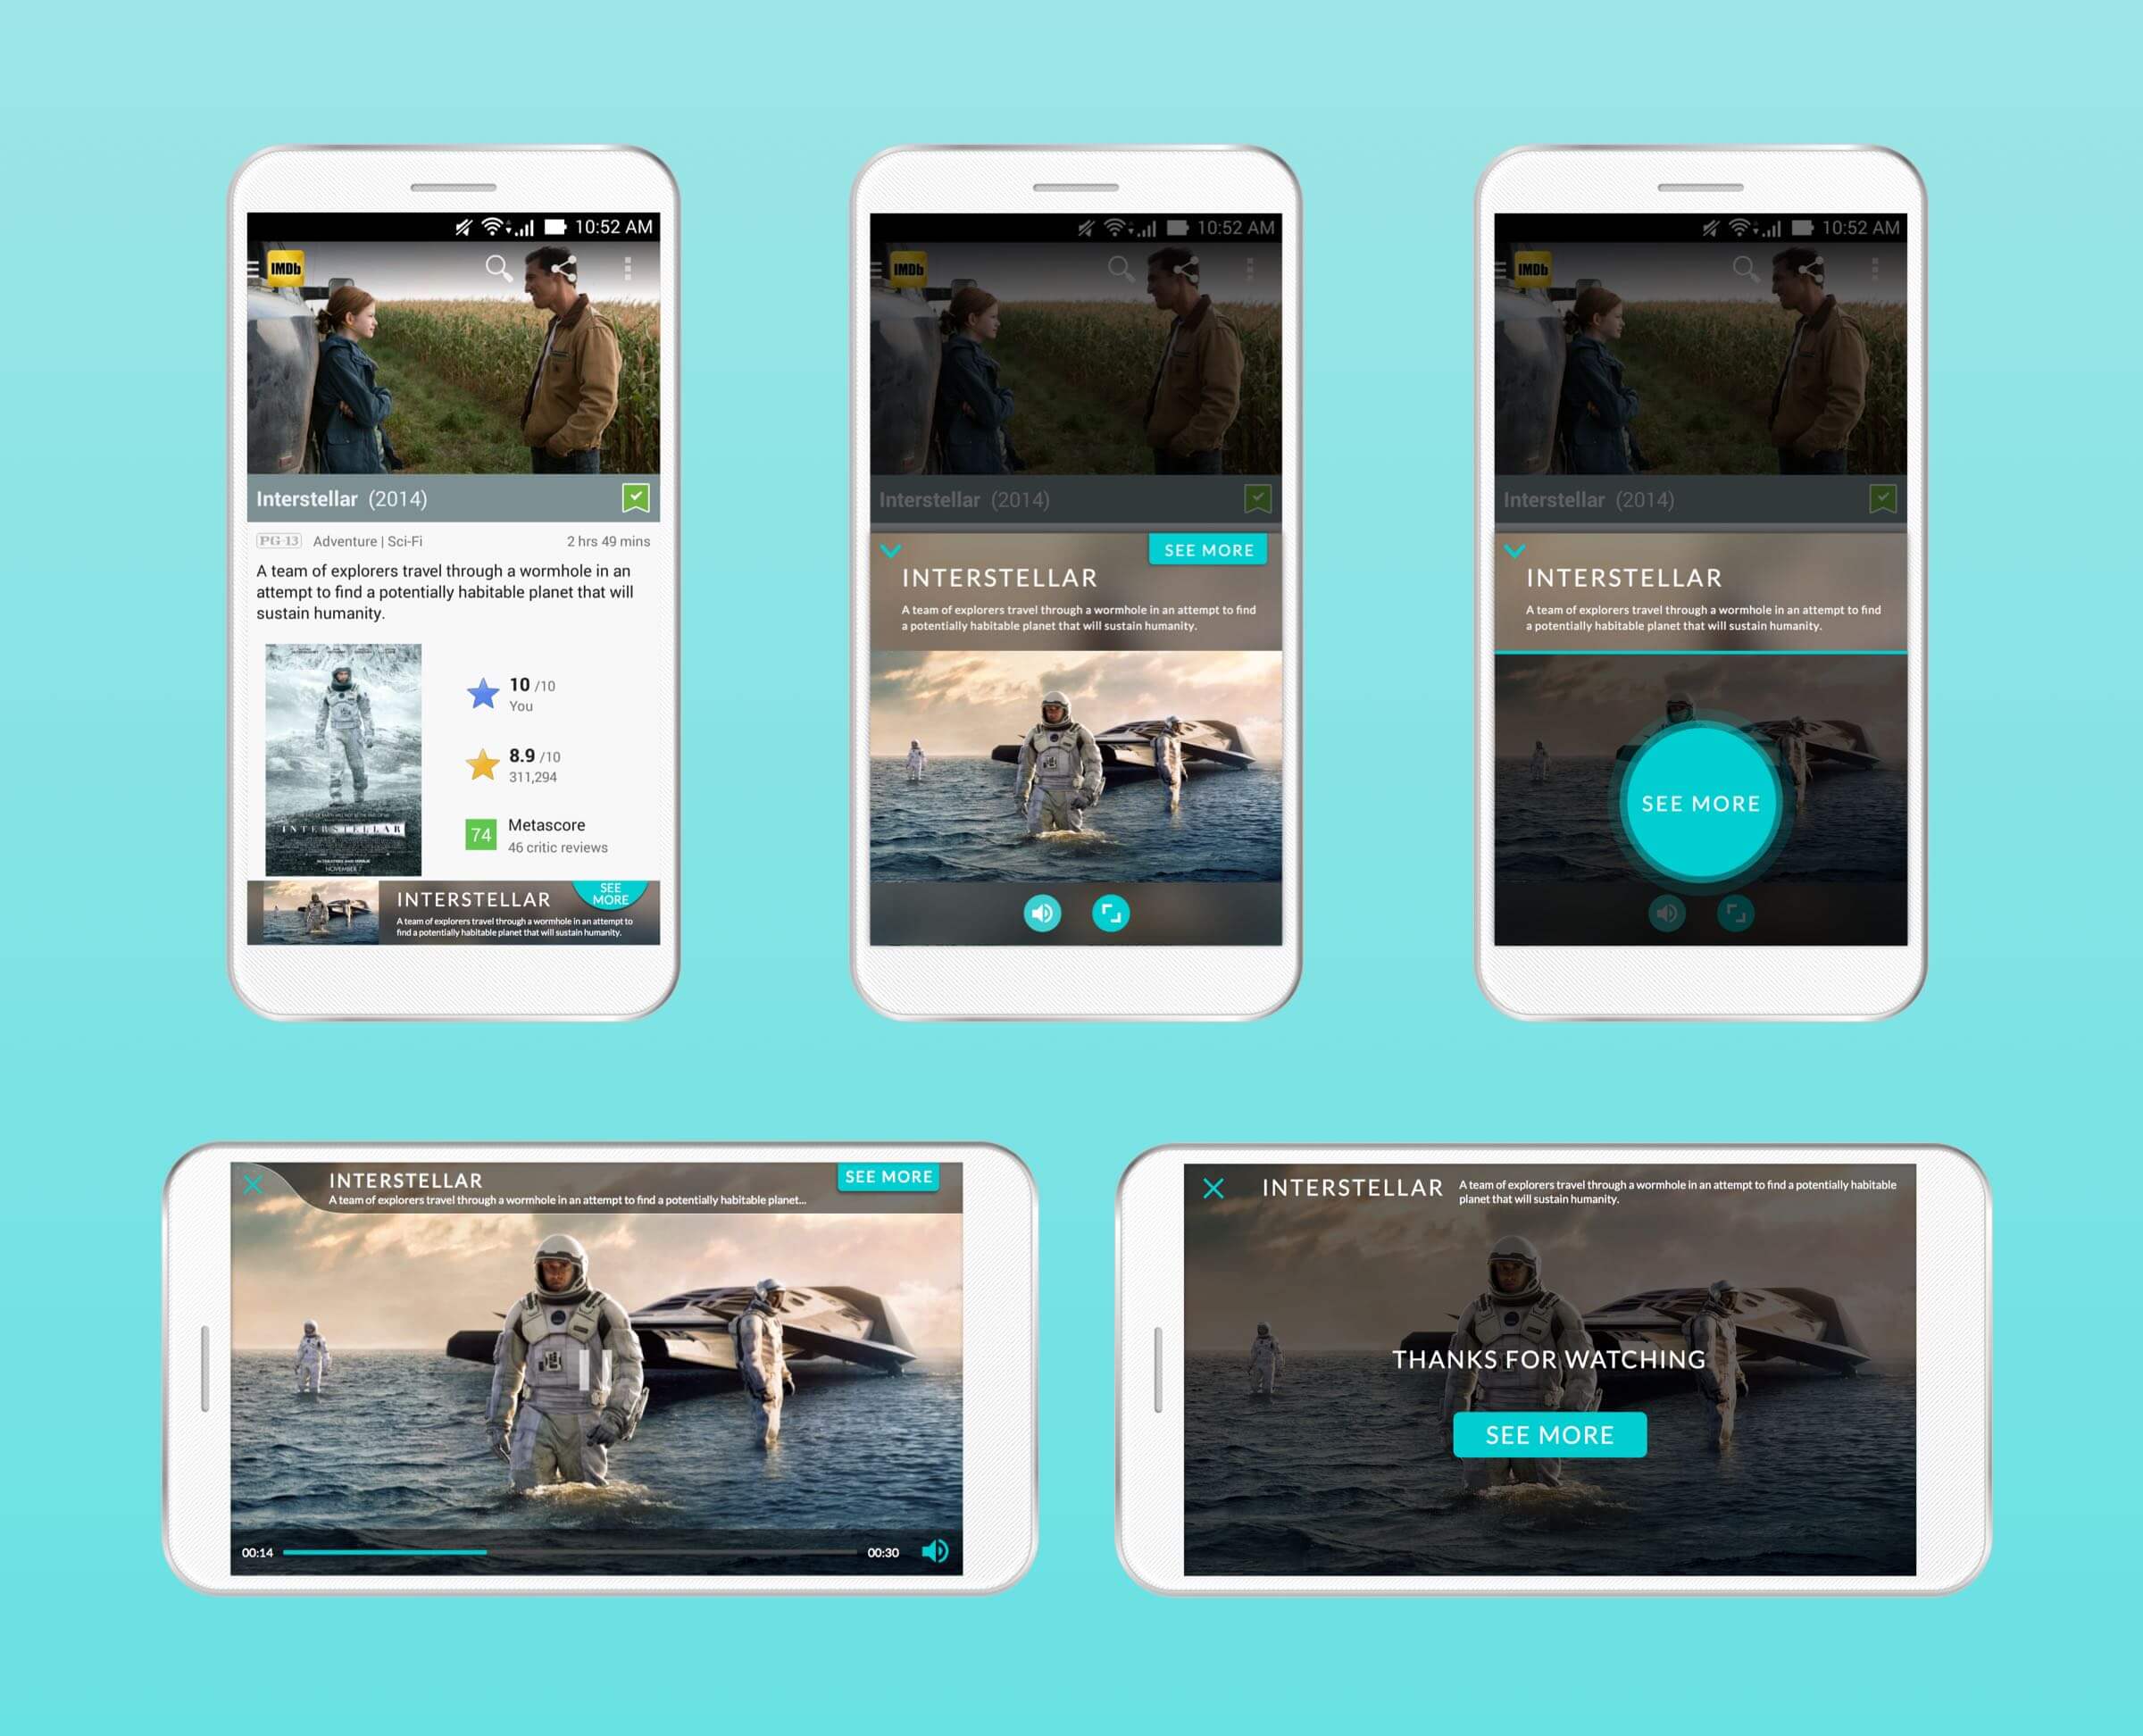 10:52 AM
IMDb
Interstellar (2014)
PG-13 Adventure | Sci-Fi 2 hrs 49 mins
A team of explorers travel through a wormhole in an
attempt to find a potentially habitable planet that will
sustain humanity.
10 /10
You
8.9 /10
311,294
74 Metascore
46 critic reviews
INTERSTELLAR
NOVEMBER 7
INTERSTELLAR
SEE
MORE
A team of explorers travel through a wormhole in an attempt to
find a potentially habitable planet that will sustain humanity.
10:52 AM
IMDb
Interstellar (2014)
SEE MORE
INTERSTELLAR
A team of explorers travel through a wormhole in an attempt to find
a potentially habitable planet that will sustain humanity.
10:52 AM
IMDb
Interstellar (2014)
INTERSTELLAR
A team of explorers travel through a wormhole in an attempt to find
a potentially habitable planet that will sustain humanity.
SEE MORE
INTERSTELLAR
SEE MORE
A team of explorers travel through a wormhole in an attempt to find a potentially habitable planet...
00:14
00:30
INTERSTELLAR
A team of explorers travel through a wormhole in an attempt to find a potentially habitable
planet that will sustain humanity.
THANKS FOR WATCHING
SEE MORE